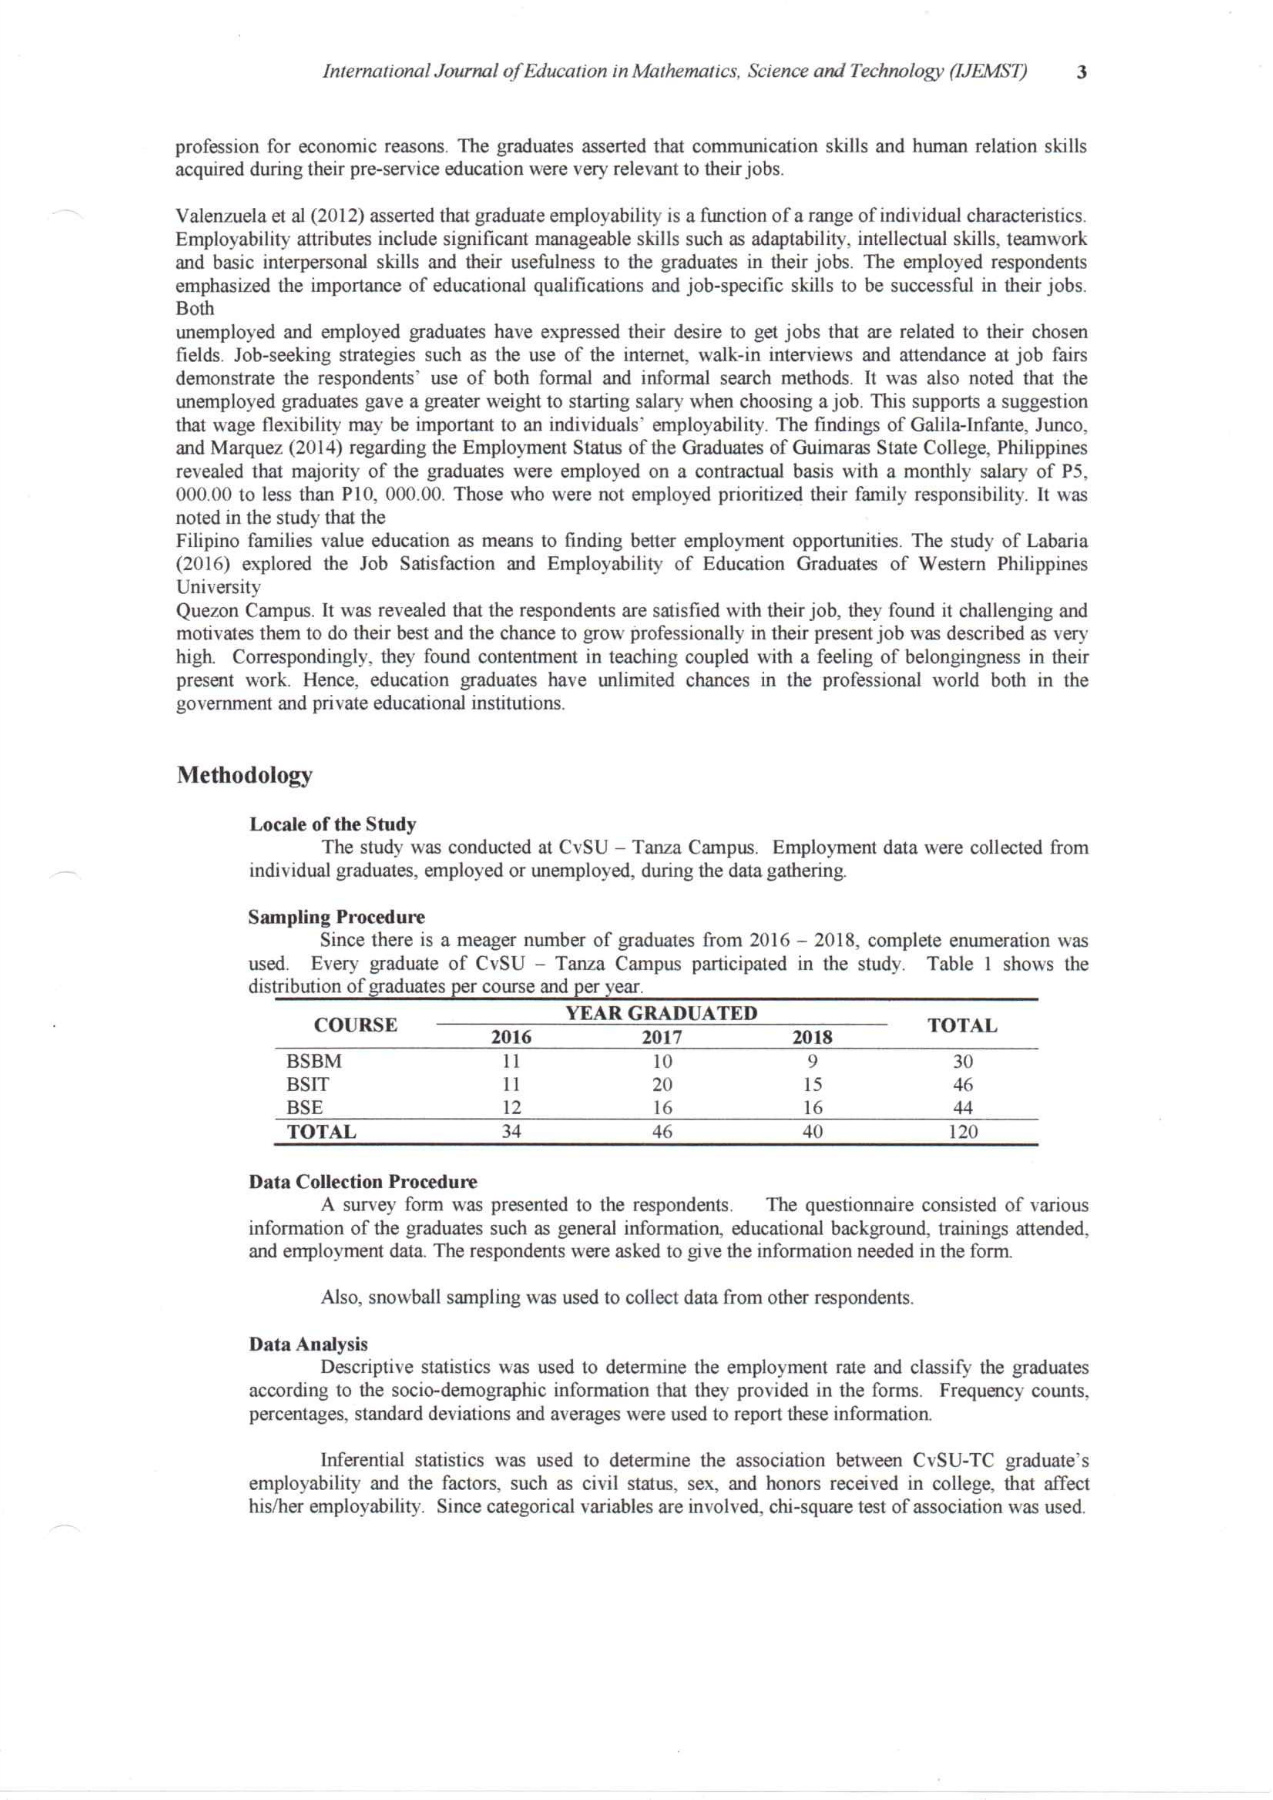 International Journal of Education in Mathematics, Science and Technology (IJEMST) 3
profession for economic reasons. The graduates asserted that communication skills and human relation skills
acquired during their pre-service education were very relevant to their jobs.
Valenzuela et al (2012) asserted that graduate employability is a function of a range of individual characteristics.
Employability attributes include significant manageable skills such as adaptability, intellectual skills, teamwork
and basic interpersonal skills and their usefulness to the graduates in their jobs. The employed respondents
emphasized the importance of educational qualifications and job-specific skills to be successful in their jobs.
Both
unemployed and employed graduates have expressed their desire to get jobs that are related to their chosen
fields. Job-seeking strategies such as the use of the internet, walk-in interviews and attendance at job fairs
demonstrate the respondents' use of both formal and informal search methods. It was also noted that the
unemployed graduates gave a greater weight to starting salary when choosing a job. This supports a suggestion
that wage flexibility may be important to an individuals' employability. The findings of Galila-Infante, Junco,
and Marquez (2014) regarding the Employment Status of the Graduates of Guimaras State College, Philippines
revealed that majority of the graduates were employed on a contractual basis with a monthly salary of P5,
000.00 to less than P10, 000.00. Those who were not employed prioritized their family responsibility. It was
noted in the study that the
Filipino families value education as means to finding better employment opportunities. The study of Labaria
(2016) explored the Job Satisfaction and Employability of Education Graduates of Western Philippines
University
Quezon Campus. It was revealed that the respondents are satisfied with their job, they found it challenging and
motivates them to do their best and the chance to grow professionally in their present job was described as very
high. Correspondingly, they found contentment in teaching coupled with a feeling of belongingness in their
present work. Hence, education graduates have unlimited chances in the professional world both in the
government and private educational institutions.
Methodology
Locale of the Study
The study was conducted at CvSU – Tanza Campus. Employment data were collected from
individual graduates, employed or unemployed, during the data gathering.
Sampling Procedure
Since there is a meager number of graduates from 2016 – 2018, complete enumeration was
used. Every graduate of CvSU – Tanza Campus participated in the study. Table 1 shows the
distribution of graduates per course and per year.
COURSE YEAR GRADUATED TOTAL
2016 2017 2018
BSBM 11 10 9 30
BSIT 11 20 15 46
BSE 12 16 16 44
TOTAL 34 46 40 120
Data Collection Procedure
A survey form was presented to the respondents. The questionnaire consisted of various
information of the graduates such as general information, educational background, trainings attended,
and employment data. The respondents were asked to give the information needed in the form.
Also, snowball sampling was used to collect data from other respondents.
Data Analysis
Descriptive statistics was used to determine the employment rate and classify the graduates
according to the socio-demographic information that they provided in the forms. Frequency counts,
percentages, standard deviations and averages were used to report these information.
Inferential statistics was used to determine the association between CvSU-TC graduate's
employability and the factors, such as civil status, sex, and honors received in college, that affect
his/her employability. Since categorical variables are involved, chi-square test of association was used.